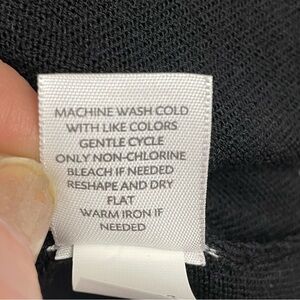 MACHINE WASH COLD
WITH LIKE COLORS
GENTLE CYCLE
ONLY NON-CHLORINE
BLEACH IF NEEDED
RESHAPE AND DRY
FLAT
WARM IRON IF
NEEDED